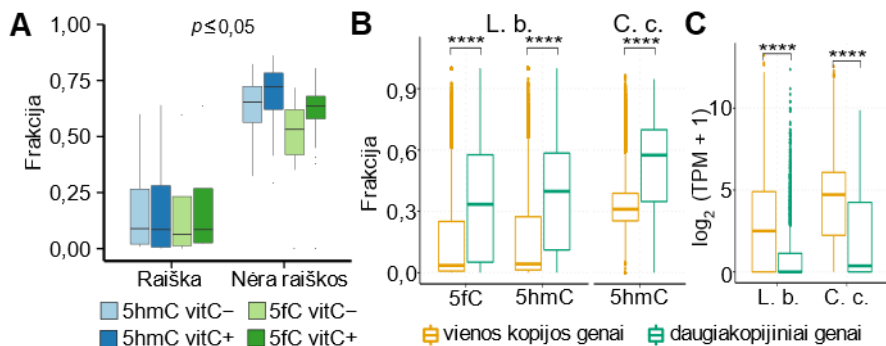 A
p≤0,05
1,00
0,75
0,50
0,25
0,00
Frakcija
Raiška Nėra raiškos
5hmC vitC− 5fC vitC−
5hmC vitC+ 5fC vitC+
B
L. b. C. c.
**** **** ****
0,9
0,6
0,3
0,0
Frakcija
5fC 5hmC 5hmC
C
**** ****
10
5
0
log2 (TPM + 1)
L. b. C. c.
vienos kopijos genai daugiakopijiniai genai